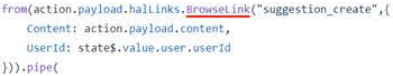 from(action.payload.halLinks.BrowseLink("suggestion_create",{
Content: action.payload.content,
UserId: state$.value.user.userId
})).pipe(